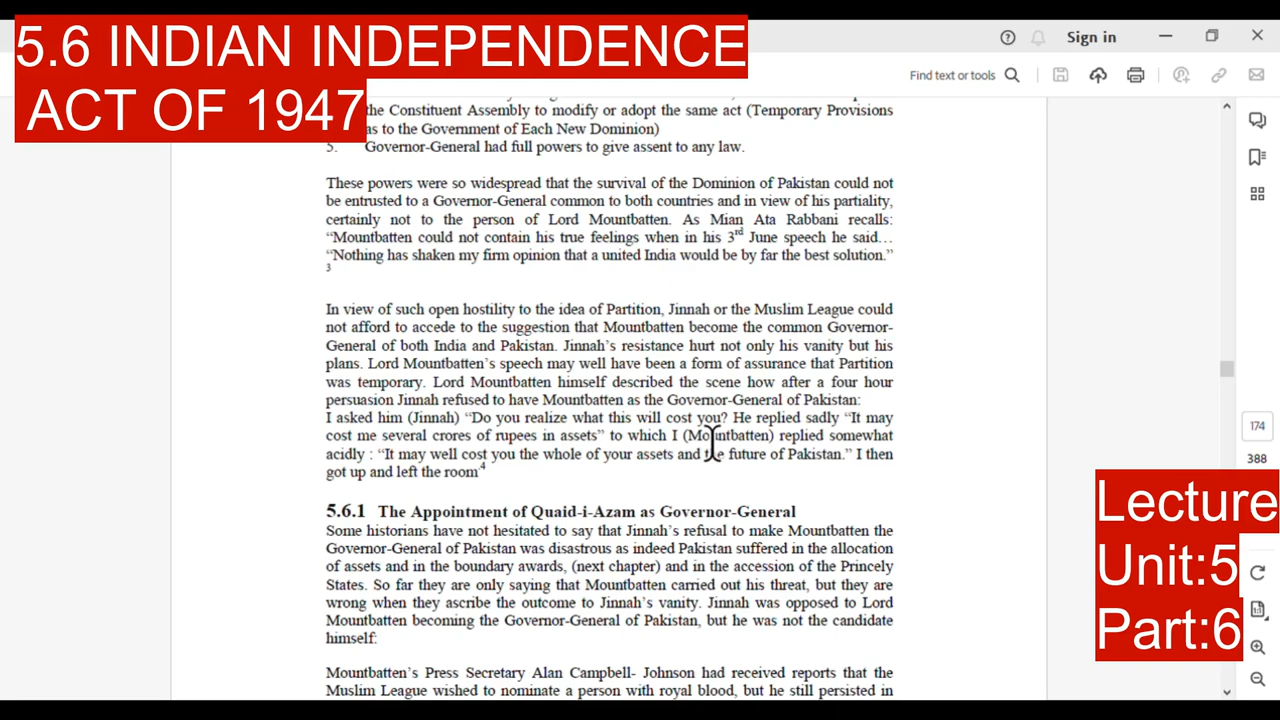 5.6 INDIAN INDEPENDENCE
ACT OF 1947
Sign in
Find text or tools
the Constituent Assembly to modify or adopt the same act (Temporary Provisions
as to the Government of Each New Dominion)
5. Governor-General had full powers to give assent to any law.
These powers were so widespread that the survival of the Dominion of Pakistan could not
be entrusted to a Governor-General common to both countries and in view of his partiality,
certainly not to the person of Lord Mountbatten. As Mian Ata Rabbani recalls:
“Mountbatten could not contain his true feelings when in his 3rd June speech he said…
“Nothing has shaken my firm opinion that a united India would be by far the best solution.”
3
In view of such open hostility to the idea of Partition, Jinnah or the Muslim League could
not afford to accede to the suggestion that Mountbatten become the common Governor-
General of both India and Pakistan. Jinnah’s resistance hurt not only his vanity but his
plans. Lord Mountbatten’s speech may well have been a form of assurance that Partition
was temporary. Lord Mountbatten himself described the scene how after a four hour
persuasion Jinnah refused to have Mountbatten as the Governor-General of Pakistan:
I asked him (Jinnah) “Do you realize what this will cost you? He replied sadly “It may
cost me several crores of rupees in assets” to which I (Mountbatten) replied somewhat
acidly : “It may well cost you the whole of your assets and the future of Pakistan.” I then
got up and left the room4
5.6.1 The Appointment of Quaid-i-Azam as Governor-General
Some historians have not hesitated to say that Jinnah’s refusal to make Mountbatten the
Governor-General of Pakistan was disastrous as indeed Pakistan suffered in the allocation
of assets and in the boundary awards, (next chapter) and in the accession of the Princely
States. So far they are only saying that Mountbatten carried out his threat, but they are
wrong when they ascribe the outcome to Jinnah’s vanity. Jinnah was opposed to Lord
Mountbatten becoming the Governor-General of Pakistan, but he was not the candidate
himself:
Mountbatten’s Press Secretary Alan Campbell- Johnson had received reports that the
Muslim League wished to nominate a person with royal blood, but he still persisted in
174
388
Lecture
Unit:5
Part:6